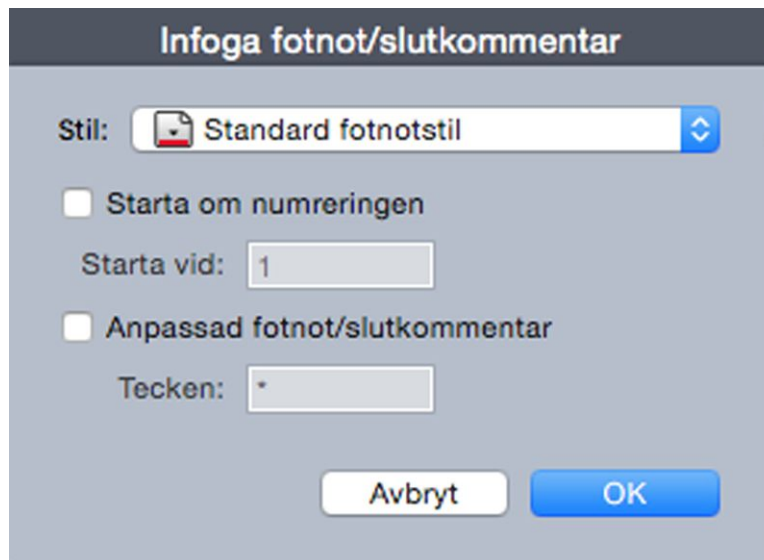 Infoga fotnot/slutkommentar
Stil: Standard fotnotstil
Starta om numreringen
Starta vid: 1
Anpassad fotnot/slutkommentar
Tecken: *
Avbryt OK